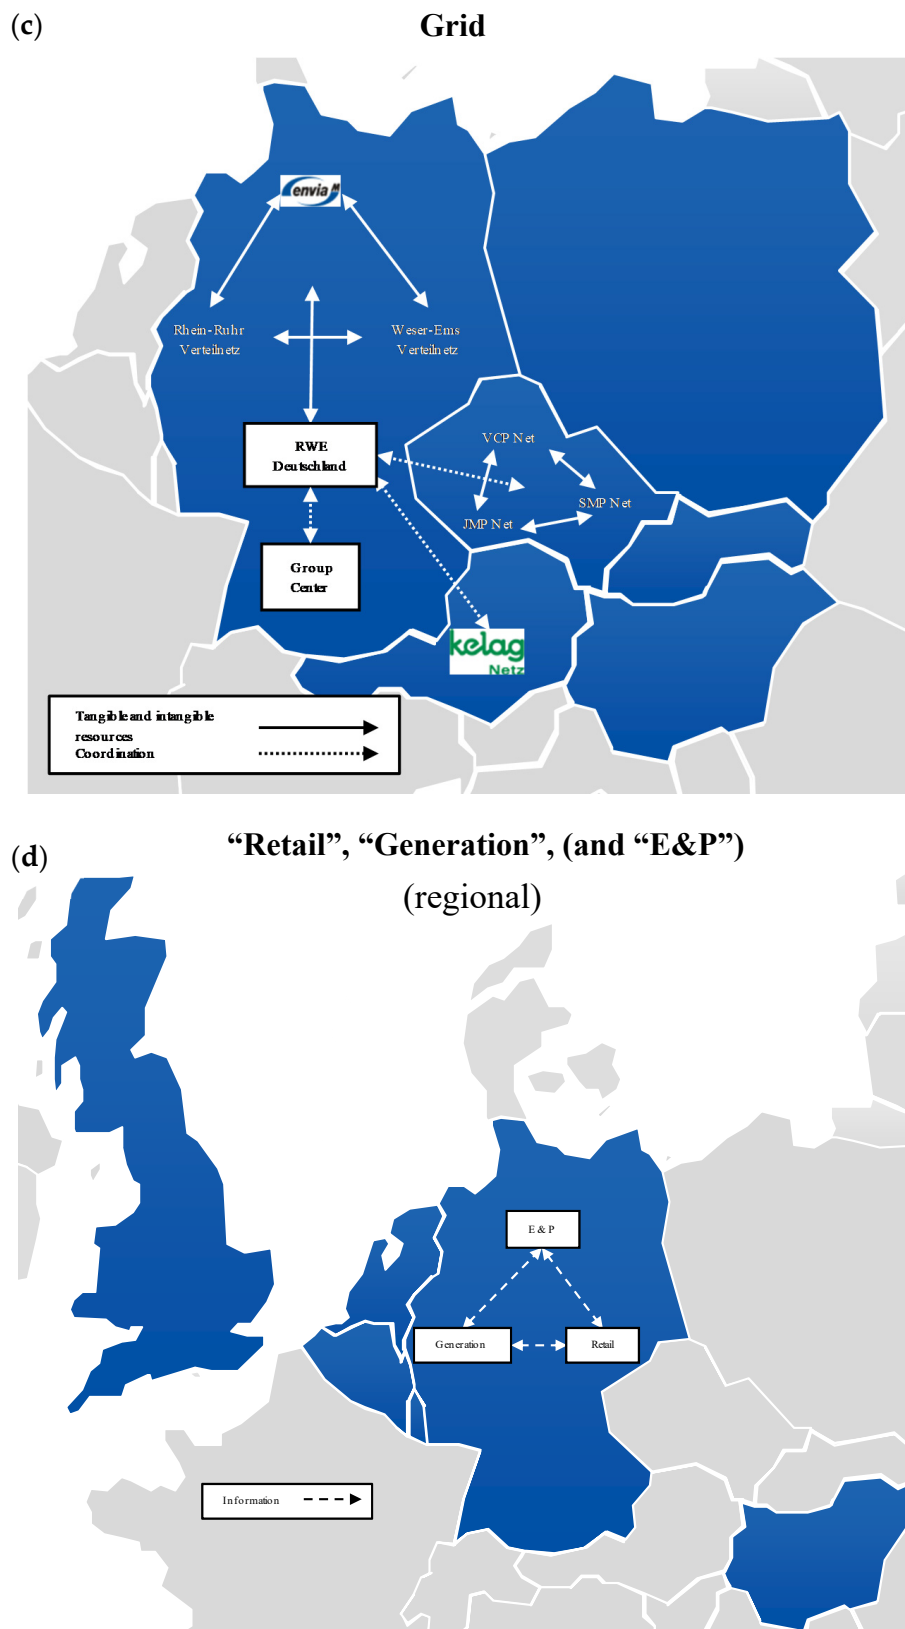 (c)
Grid
envia M
Rhein-Ruhr
Verteilnetz
Weser-Ems
Verteilnetz
VCP Net
RWE
Deutschland
SMP Net
JMP Net
Group
Center
kelag
Netz
Tangible and intangible
resources
Coordination
(d)
“Retail”, “Generation”, (and “E&P”)
(regional)
E & P
Generation
Retail
Information